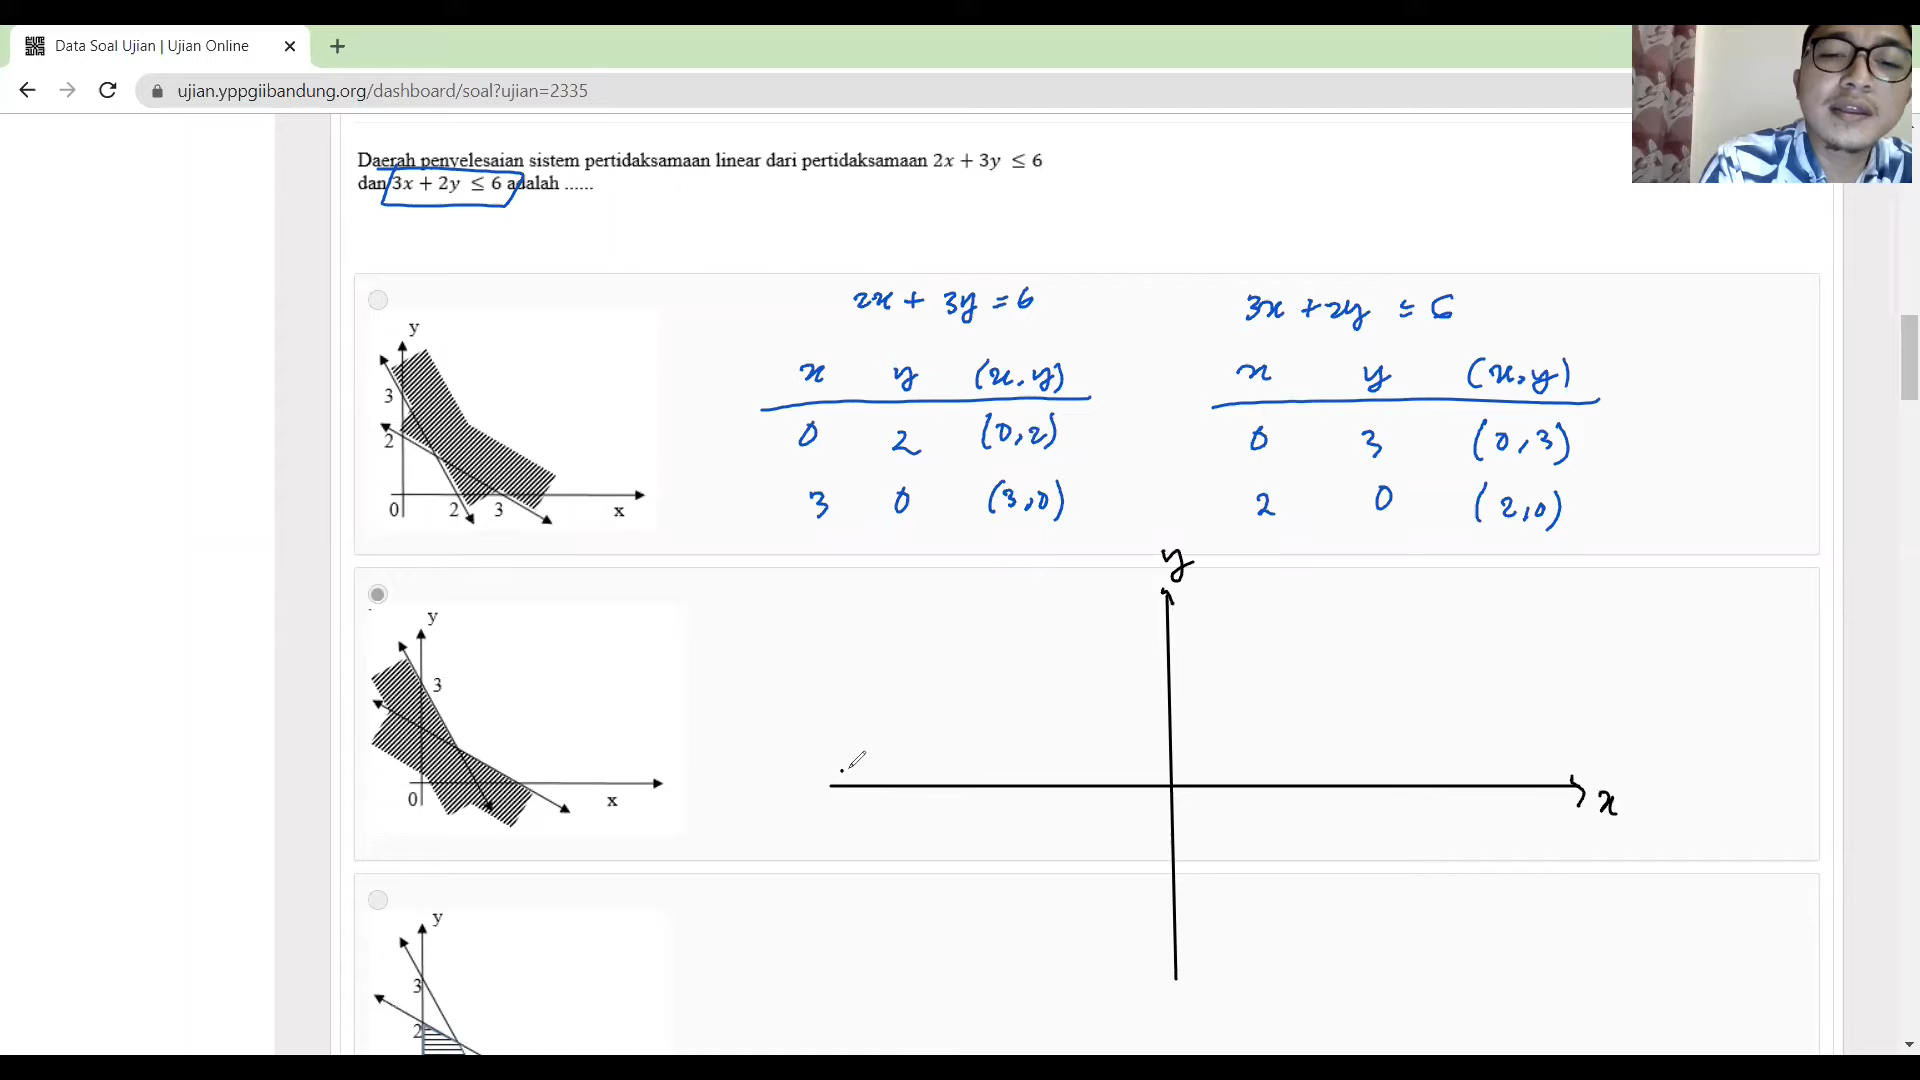 Data Soal Ujian | Ujian Online
ujian.yppgiibandung.org/dashboard/soal?ujian=2335
Daerah penyelesaian sistem pertidaksamaan linear dari pertidaksamaan 2x + 3y ≤ 6
dan 3x + 2y ≤ 6 adalah ......
2x + 3y = 6
x y (x,y)
0 2 (0,2)
3 0 (3,0)
3x + 2y = 6
x y (x,y)
0 3 (0,3)
2 0 (2,0)
y
3
2
0 2 3 x
y
3
0 x
y
x
y
3
2